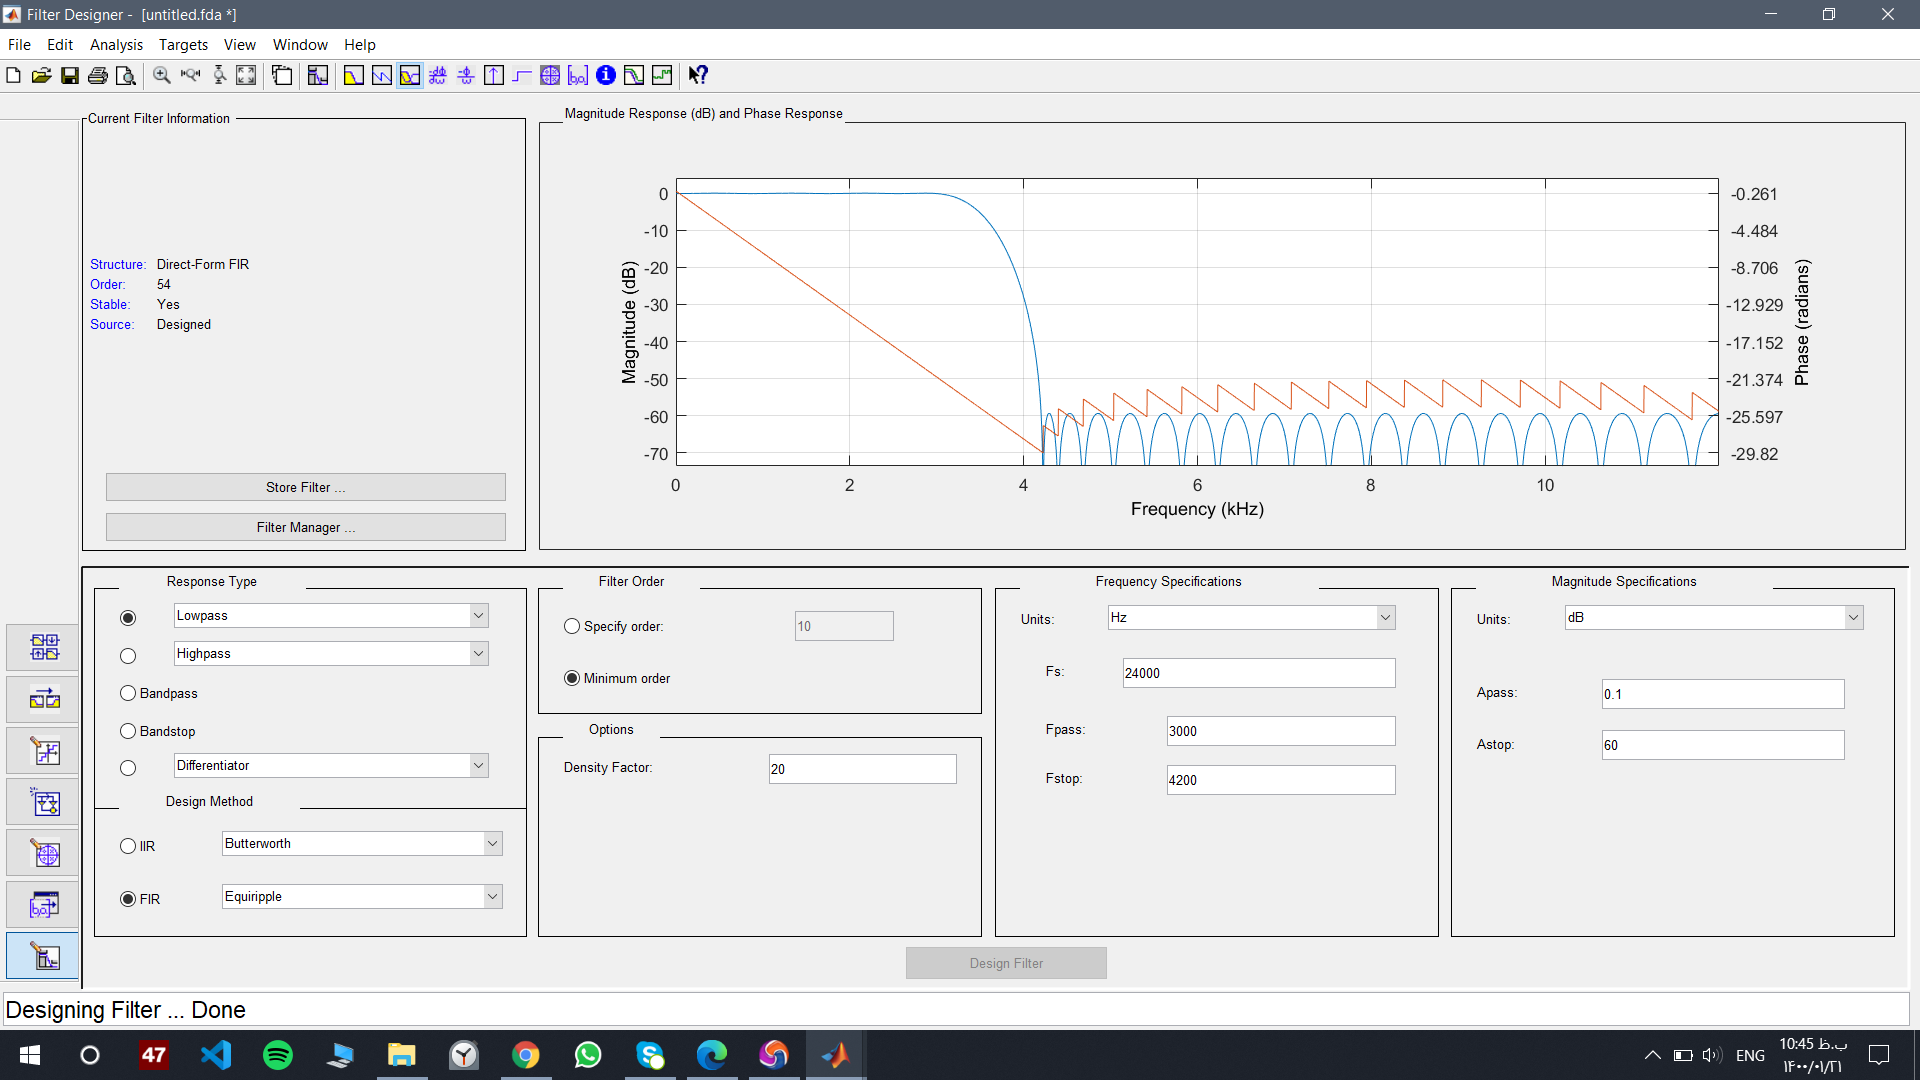 Filter Designer - [untitled.fda *]
File Edit Analysis Targets View Window Help
Current Filter Information
Structure: Direct-Form FIR
Order: 54
Stable: Yes
Source: Designed
Store Filter ...
Filter Manager ...
Magnitude Response (dB) and Phase Response
Magnitude (dB)
0
-10
-20
-30
-40
-50
-60
-70
0 2 4 6 8 10
Frequency (kHz)
-0.261
-4.484
-8.706
-12.929
-17.152
-21.374
-25.597
-29.82
Phase (radians)
Response Type
Lowpass
Highpass
Bandpass
Bandstop
Differentiator
Design Method
IIR Butterworth
FIR Equiripple
Filter Order
Specify order: 10
Minimum order
Options
Density Factor: 20
Frequency Specifications
Units: Hz
Fs: 24000
Fpass: 3000
Fstop: 4200
Magnitude Specifications
Units: dB
Apass: 0.1
Astop: 60
Design Filter
Designing Filter ... Done
47
ENG
10:45 ب.ظ
۱۴۰۰/۰۱/۲۱